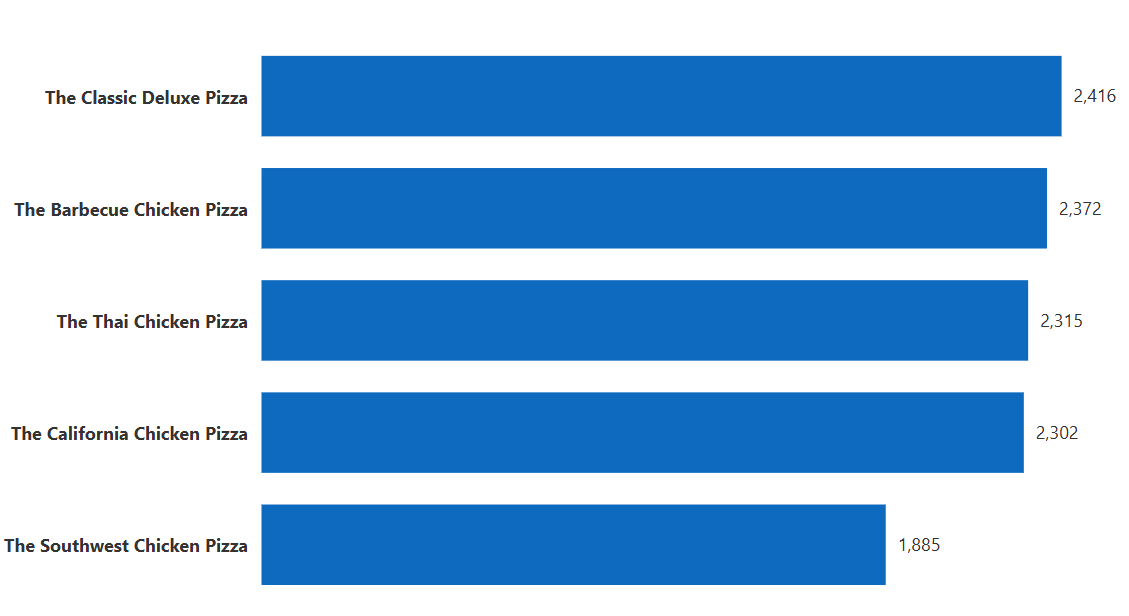 The Classic Deluxe Pizza 2,416
The Barbecue Chicken Pizza 2,372
The Thai Chicken Pizza 2,315
The California Chicken Pizza 2,302
The Southwest Chicken Pizza 1,885